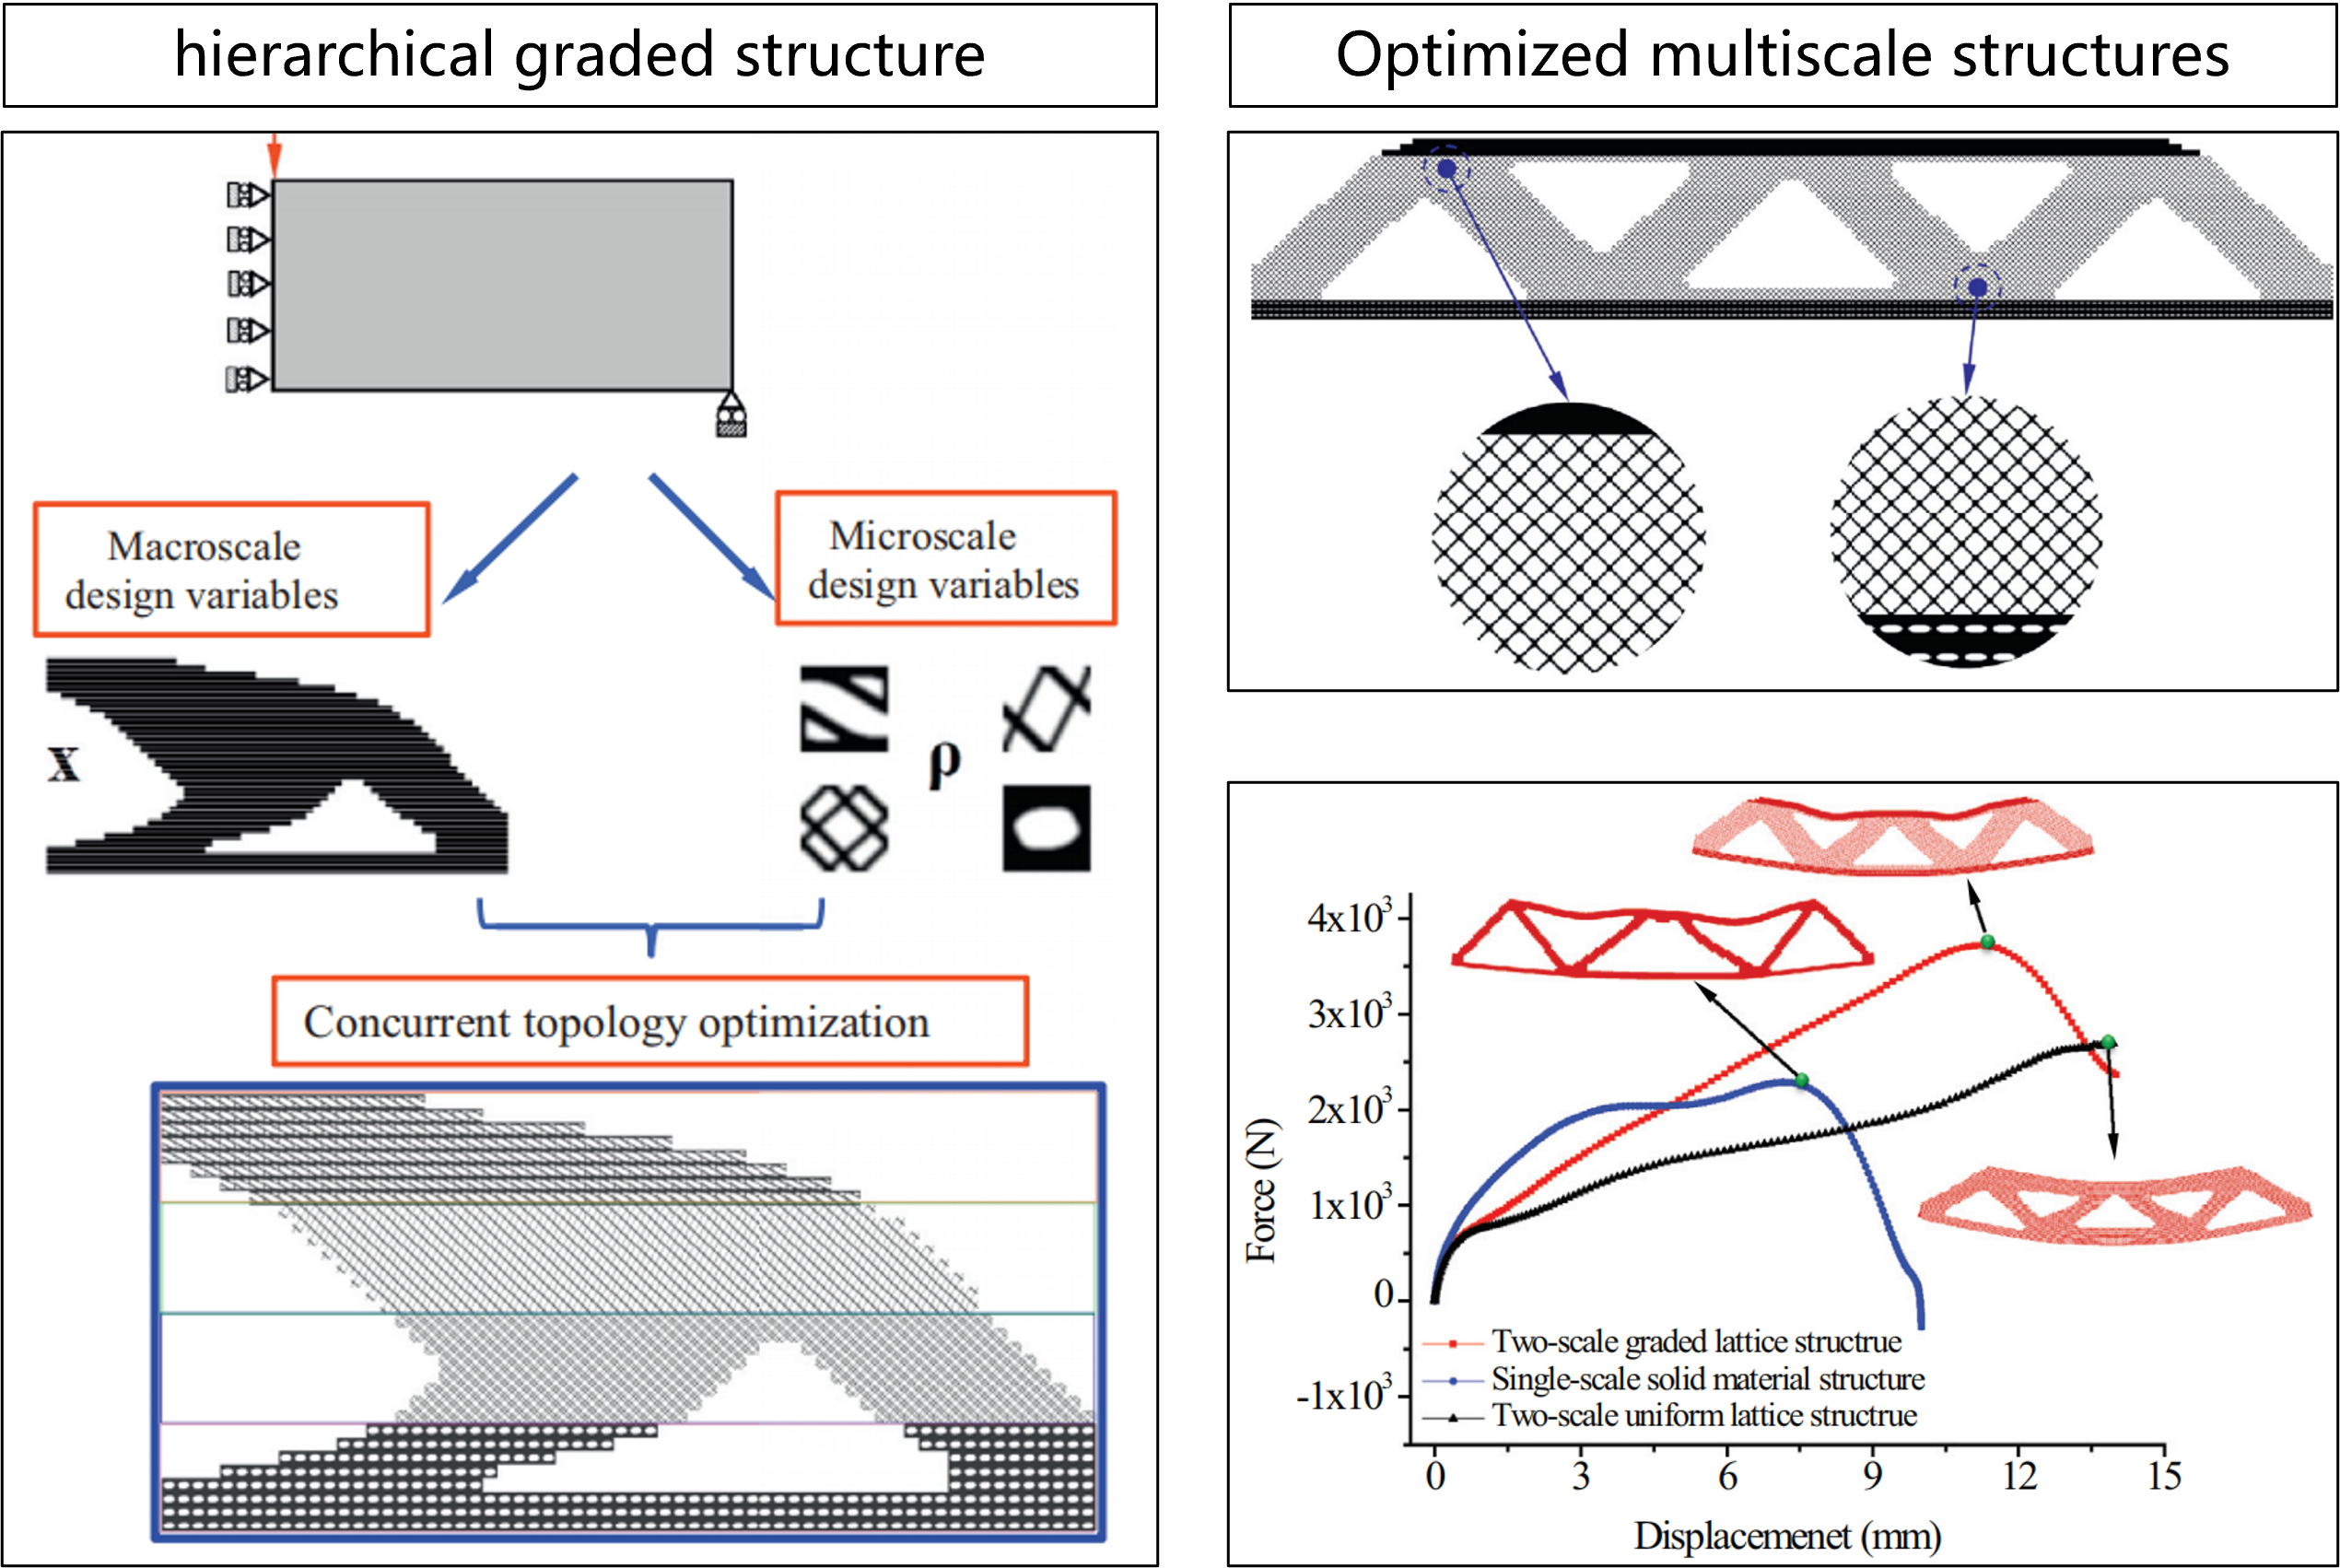 hierarchical graded structure
Macroscale
design variables
Microscale
design variables
x
ρ
Concurrent topology optimization
Optimized multiscale structures
4x10³
3x10³
2x10³
1x10³
0
-1x10³
Force (N)
Two-scale graded lattice structrue
Single-scale solid material structure
Two-scale uniform lattice structrue
0 3 6 9 12 15
Displacemenet (mm)